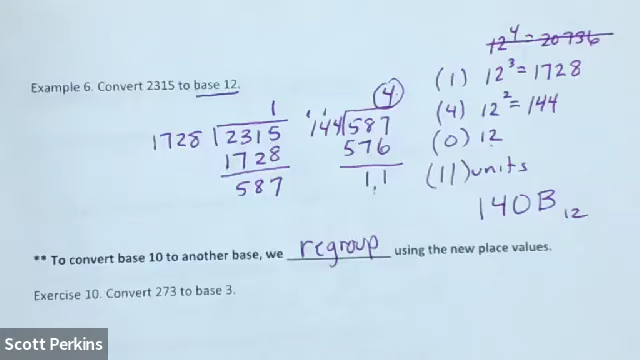 12⁴ = 20736
Example 6. Convert 2315 to base 12.
(1) 12³ = 1728
1
4
(4) 12² = 144
1728 2315
144 587
1728
576
(0) 12
587
11
(11) units
140B₁₂
** To convert base 10 to another base, we regroup using the new place values.
Exercise 10. Convert 273 to base 3.
Scott Perkins